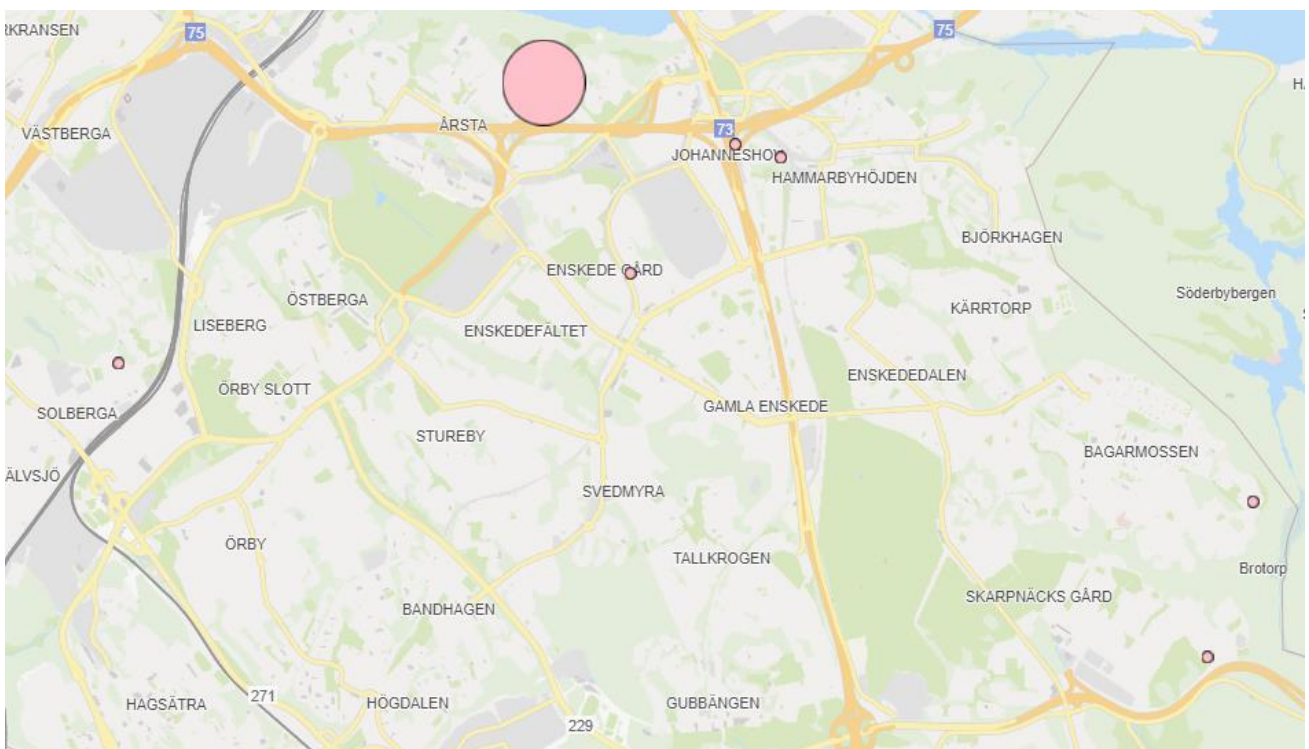 RKRANSEN
75
75
VÄSTBERGA
ÅRSTA
73
JOHANNESHOV
HAMMARBYHÖJDEN
BJÖRKHAGEN
ENSKEDE GÅRD
Söderbybergen
ÖSTBERGA
KÄRRTORP
LISEBERG
ENSKEDEFÄLTET
ENSKEDEDALEN
ÖRBY SLOTT
SOLBERGA
GAMLA ENSKEDE
STUREBY
BAGARMOSSEN
ÄLVSJÖ
SVEDMYRA
ÖRBY
TALLKROGEN
Brotorp
BANDHAGEN
SKARPNÄCKS GÅRD
271
HAGSÄTRA
HÖGDALEN
GUBBÄNGEN
229